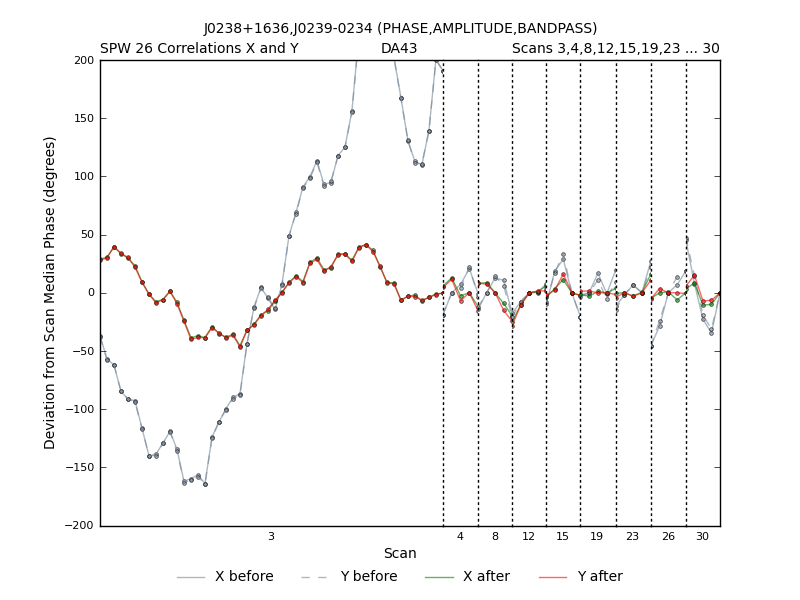 J0238+1636,J0239-0234 (PHASE,AMPLITUDE,BANDPASS)
SPW 26 Correlations X and Y DA43 Scans 3,4,8,12,15,19,23 ... 30
200
150
100
50
0
−50
−100
−150
−200
Deviation from Scan Median Phase (degrees)
3 4 8 12 15 19 23 26 30
Scan
X before Y before X after Y after